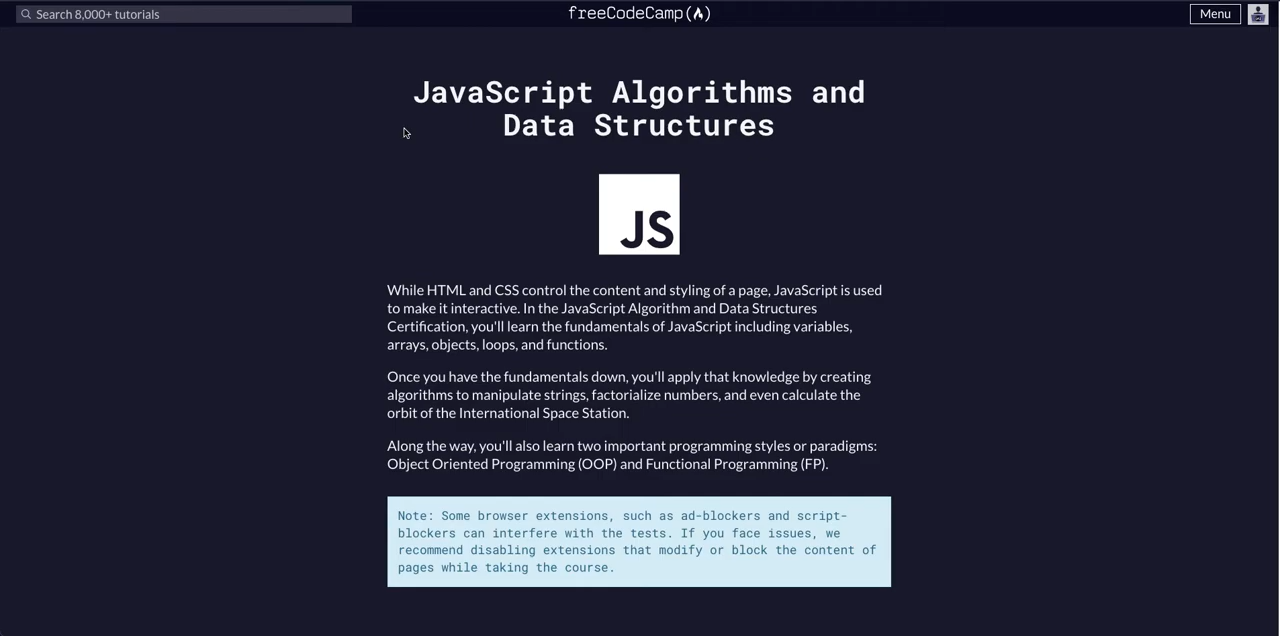 Search 8,000+ tutorials
freeCodeCamp(🔥)
Menu
JavaScript Algorithms and
Data Structures
JS
While HTML and CSS control the content and styling of a page, JavaScript is used
to make it interactive. In the JavaScript Algorithm and Data Structures
Certification, you'll learn the fundamentals of JavaScript including variables,
arrays, objects, loops, and functions.
Once you have the fundamentals down, you'll apply that knowledge by creating
algorithms to manipulate strings, factorialize numbers, and even calculate the
orbit of the International Space Station.
Along the way, you'll also learn two important programming styles or paradigms:
Object Oriented Programming (OOP) and Functional Programming (FP).
Note: Some browser extensions, such as ad-blockers and script-
blockers can interfere with the tests. If you face issues, we
recommend disabling extensions that modify or block the content of
pages while taking the course.